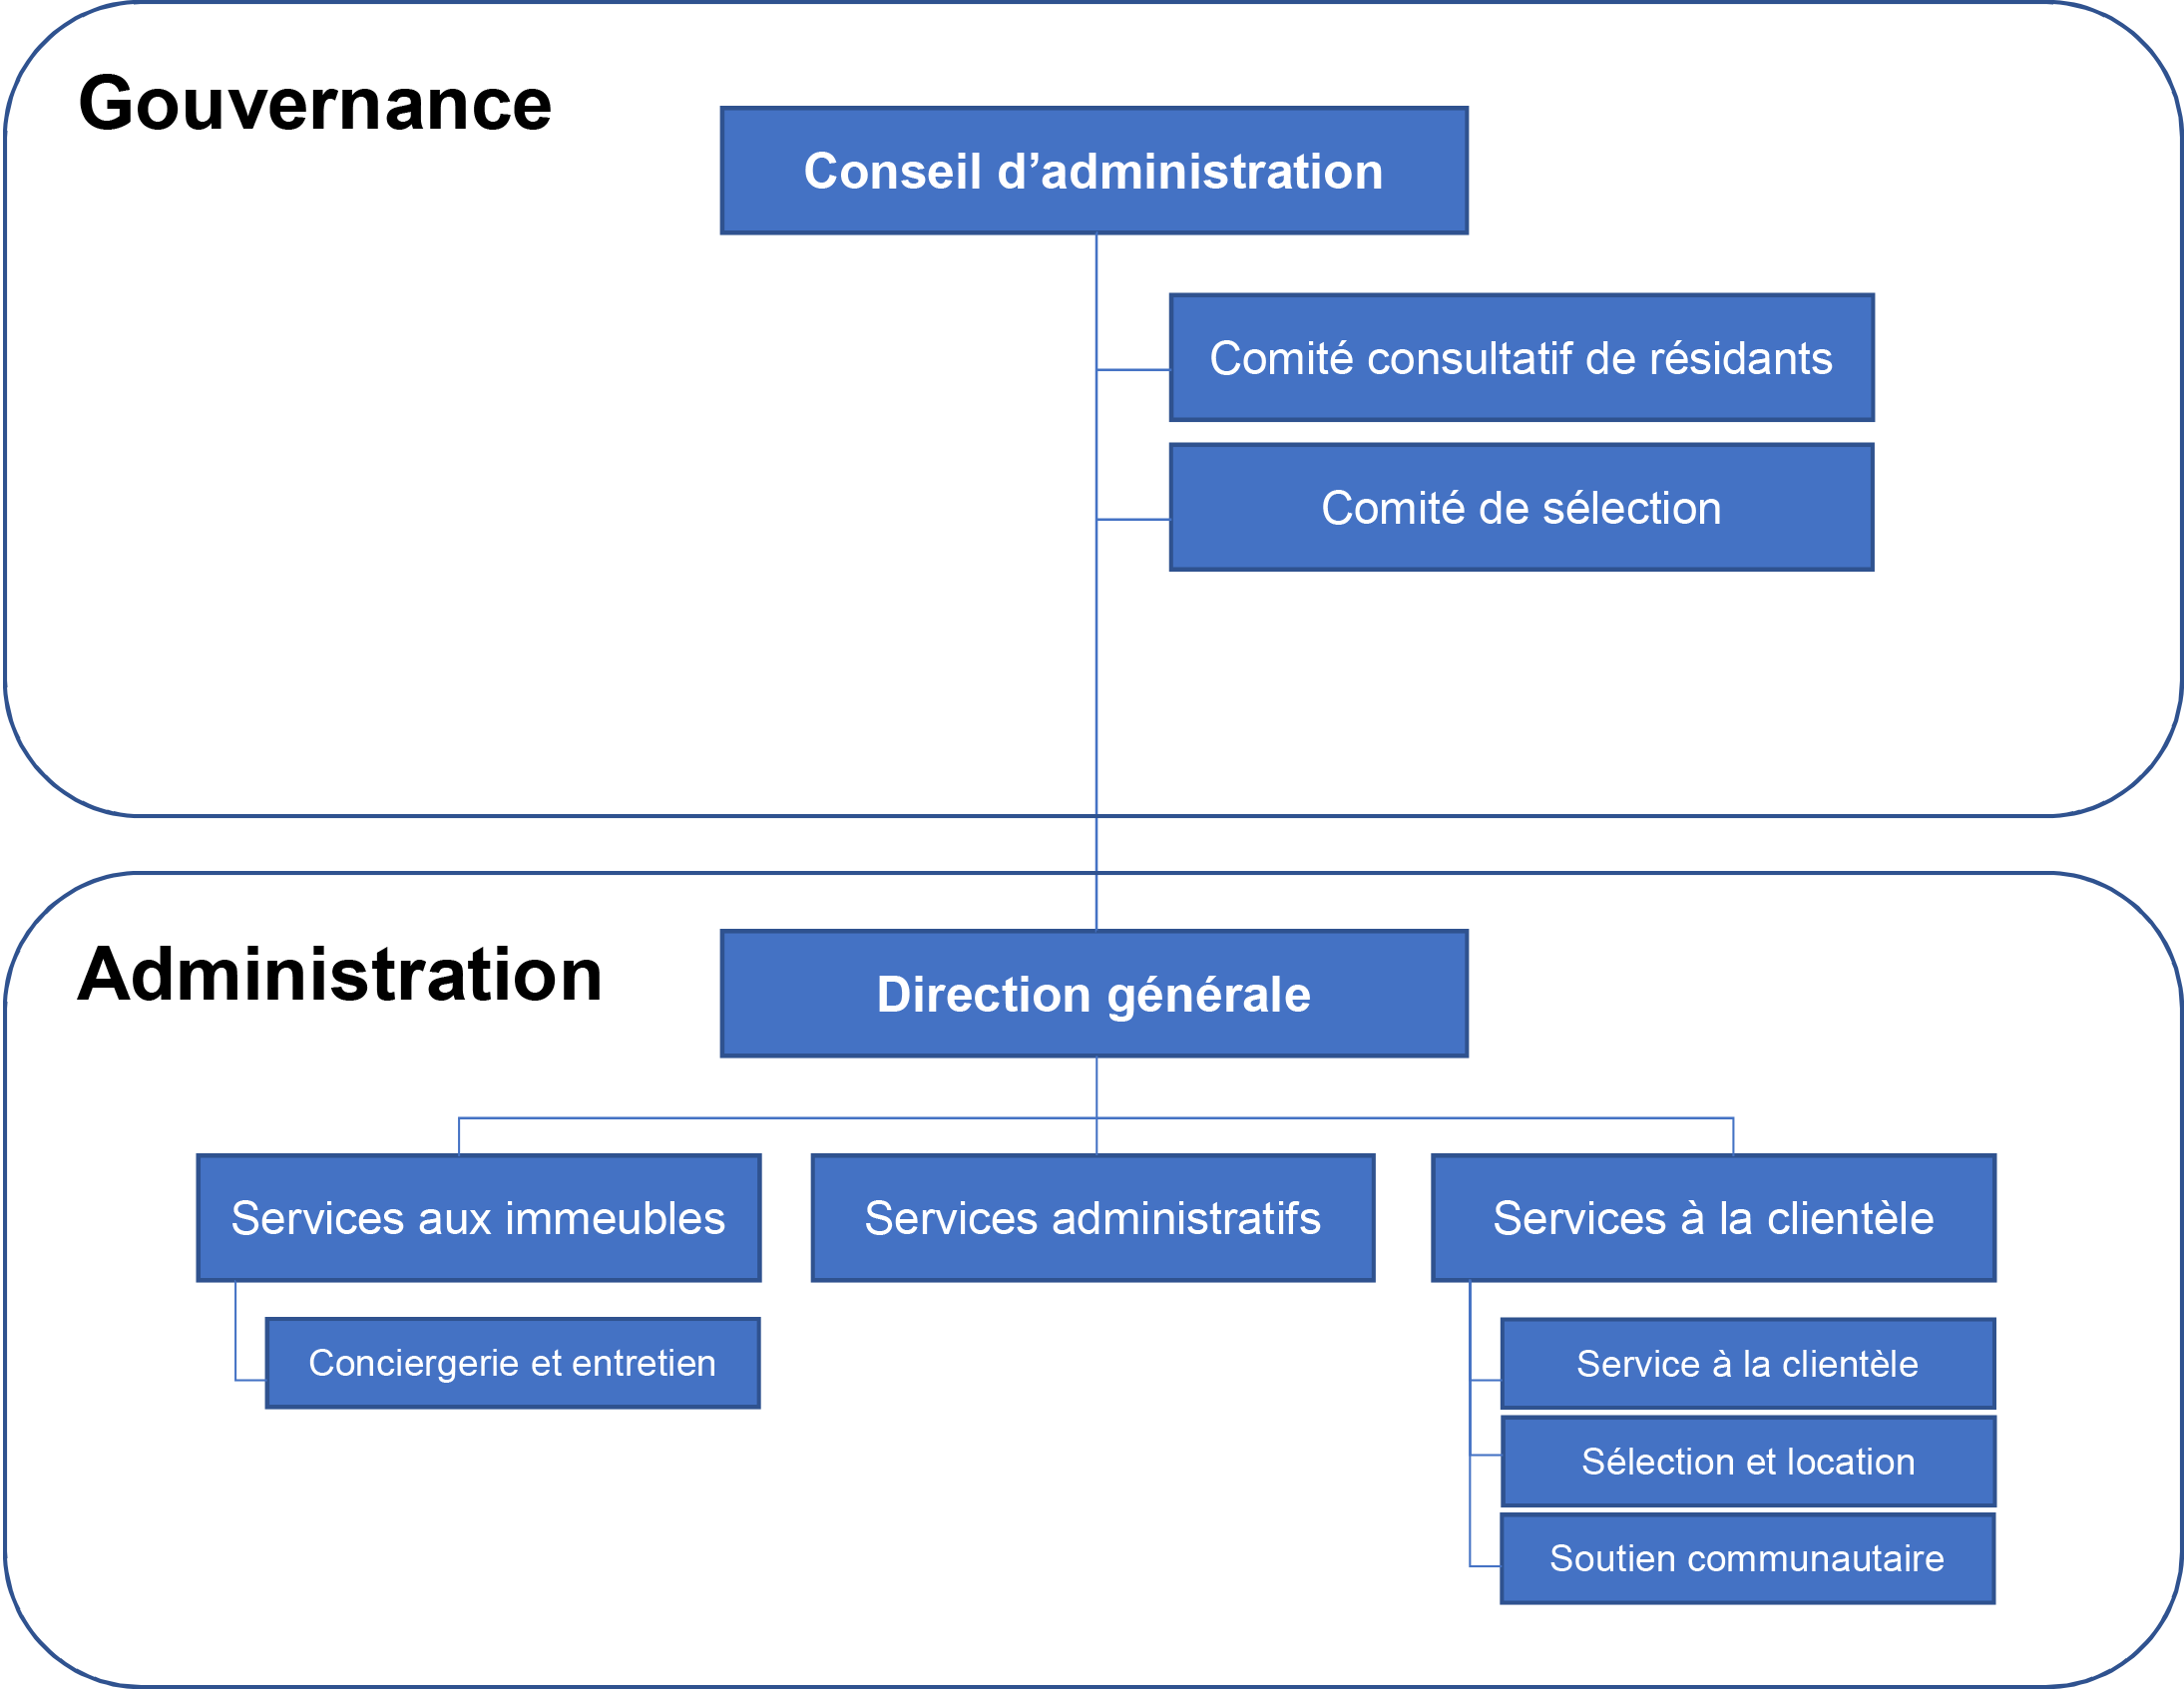 Gouvernance
Conseil d’administration
Comité consultatif de résidants
Comité de sélection
Administration
Direction générale
Services aux immeubles
Services administratifs
Services à la clientèle
Conciergerie et entretien
Service à la clientèle
Sélection et location
Soutien communautaire